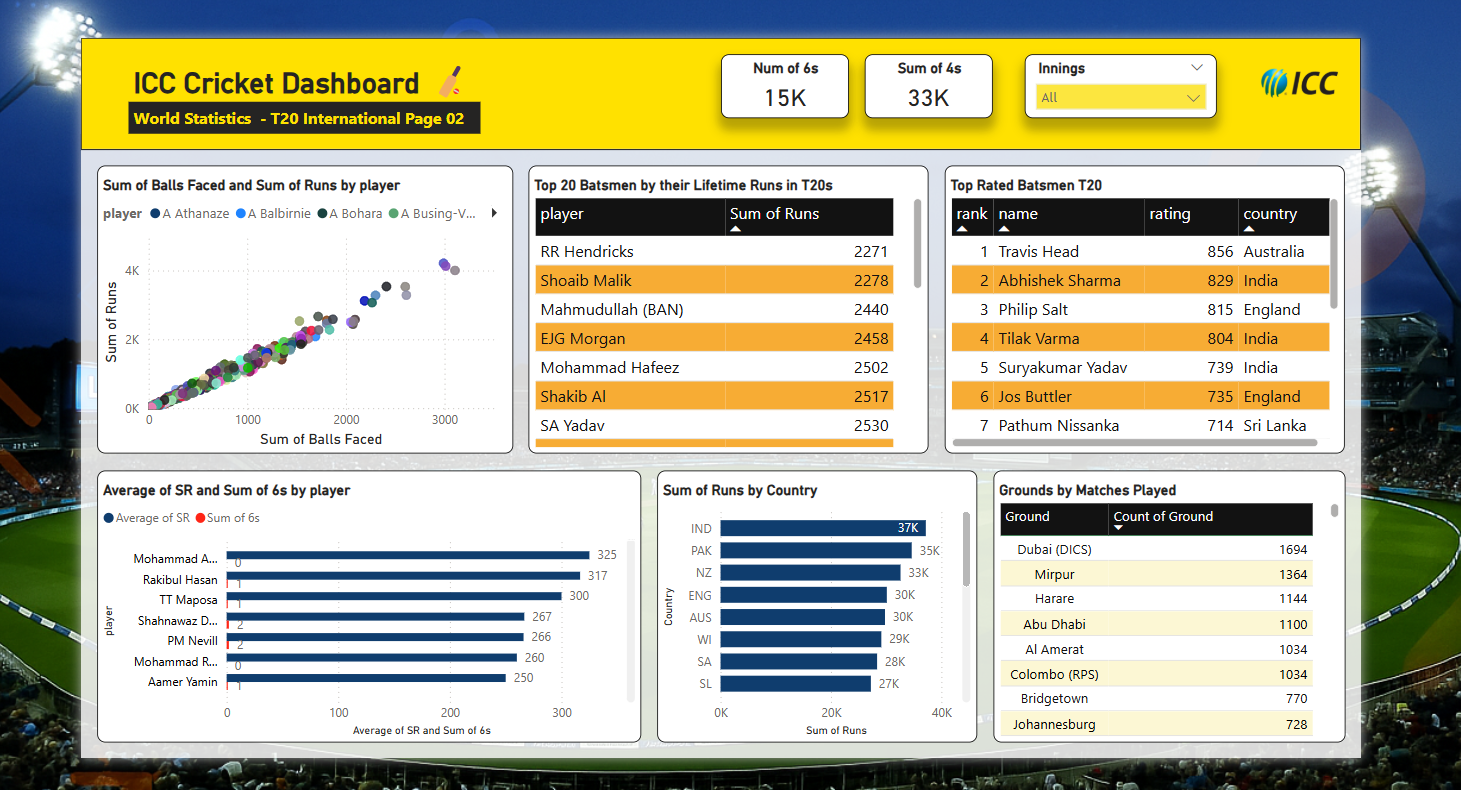 ICC Cricket Dashboard
World Statistics - T20 International Page 02
Num of 6s
15K
Sum of 4s
33K
Innings
All
ICC
Sum of Balls Faced and Sum of Runs by player
player A Athanaze A Balbirnie A Bohara A Busing-V...
4K
2K
0K
Sum of Runs
0 1000 2000 3000
Sum of Balls Faced
Top 20 Batsmen by their Lifetime Runs in T20s
player Sum of Runs
RR Hendricks 2271
Shoaib Malik 2278
Mahmudullah (BAN) 2440
EJG Morgan 2458
Mohammad Hafeez 2502
Shakib Al 2517
SA Yadav 2530
Top Rated Batsmen T20
rank name rating country
1 Travis Head 856 Australia
2 Abhishek Sharma 829 India
3 Philip Salt 815 England
4 Tilak Varma 804 India
5 Suryakumar Yadav 739 India
6 Jos Buttler 735 England
7 Pathum Nissanka 714 Sri Lanka
Average of SR and Sum of 6s by player
Average of SR Sum of 6s
player
Mohammad A... 325
0
Rakibul Hasan 317
1
TT Maposa 300
1
Shahnawaz D... 267
2
PM Nevill 266
2
Mohammad R... 260
0
Aamer Yamin 250
1
0 100 200 300
Average of SR and Sum of 6s
Sum of Runs by Country
Country
IND 37K
PAK 35K
NZ 33K
ENG 30K
AUS 30K
WI 29K
SA 28K
SL 27K
0K 20K 40K
Sum of Runs
Grounds by Matches Played
Ground Count of Ground
Dubai (DICS) 1694
Mirpur 1364
Harare 1144
Abu Dhabi 1100
Al Amerat 1034
Colombo (RPS) 1034
Bridgetown 770
Johannesburg 728